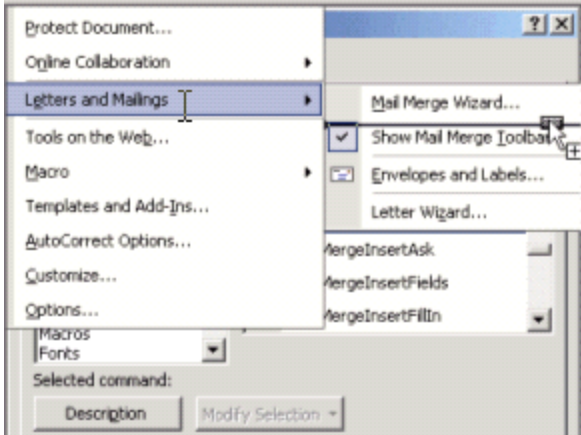 Protect Document...
Online Collaboration
Letters and Mailings
Tools on the Web...
Macro
Templates and Add-Ins...
AutoCorrect Options...
Customize...
Options...
Mail Merge Wizard...
Show Mail Merge Toolbar
Envelopes and Labels...
Letter Wizard...
MergeInsertAsk
MergeInsertFields
MergeInsertFillIn
Macros
Fonts
Selected command:
Description
Modify Selection